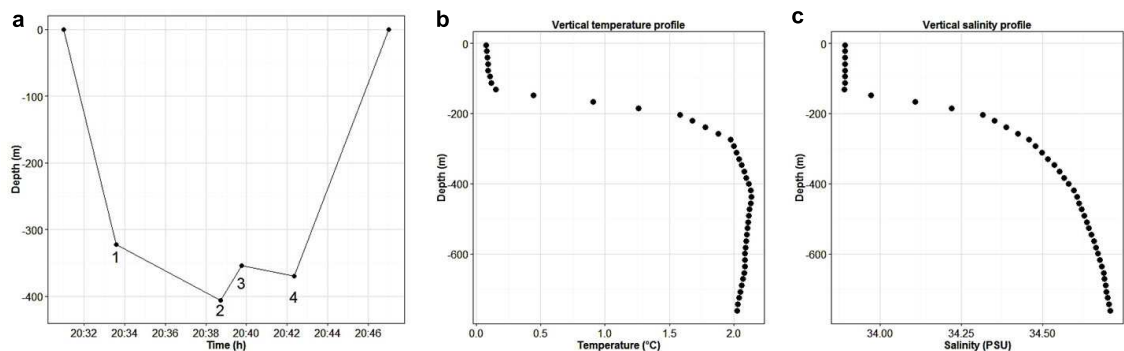 a
0
-100
-200
-300
-400
Depth (m)
1
2
3
4
20:32 20:34 20:36 20:38 20:40 20:42 20:44 20:46
Time (h)
b
Vertical temperature profile
0
-200
-400
-600
Depth (m)
0.0 0.5 1.0 1.5 2.0
Temperature (°C)
c
Vertical salinity profile
0
-200
-400
-600
Depth (m)
34.00 34.25 34.50
Salinity (PSU)